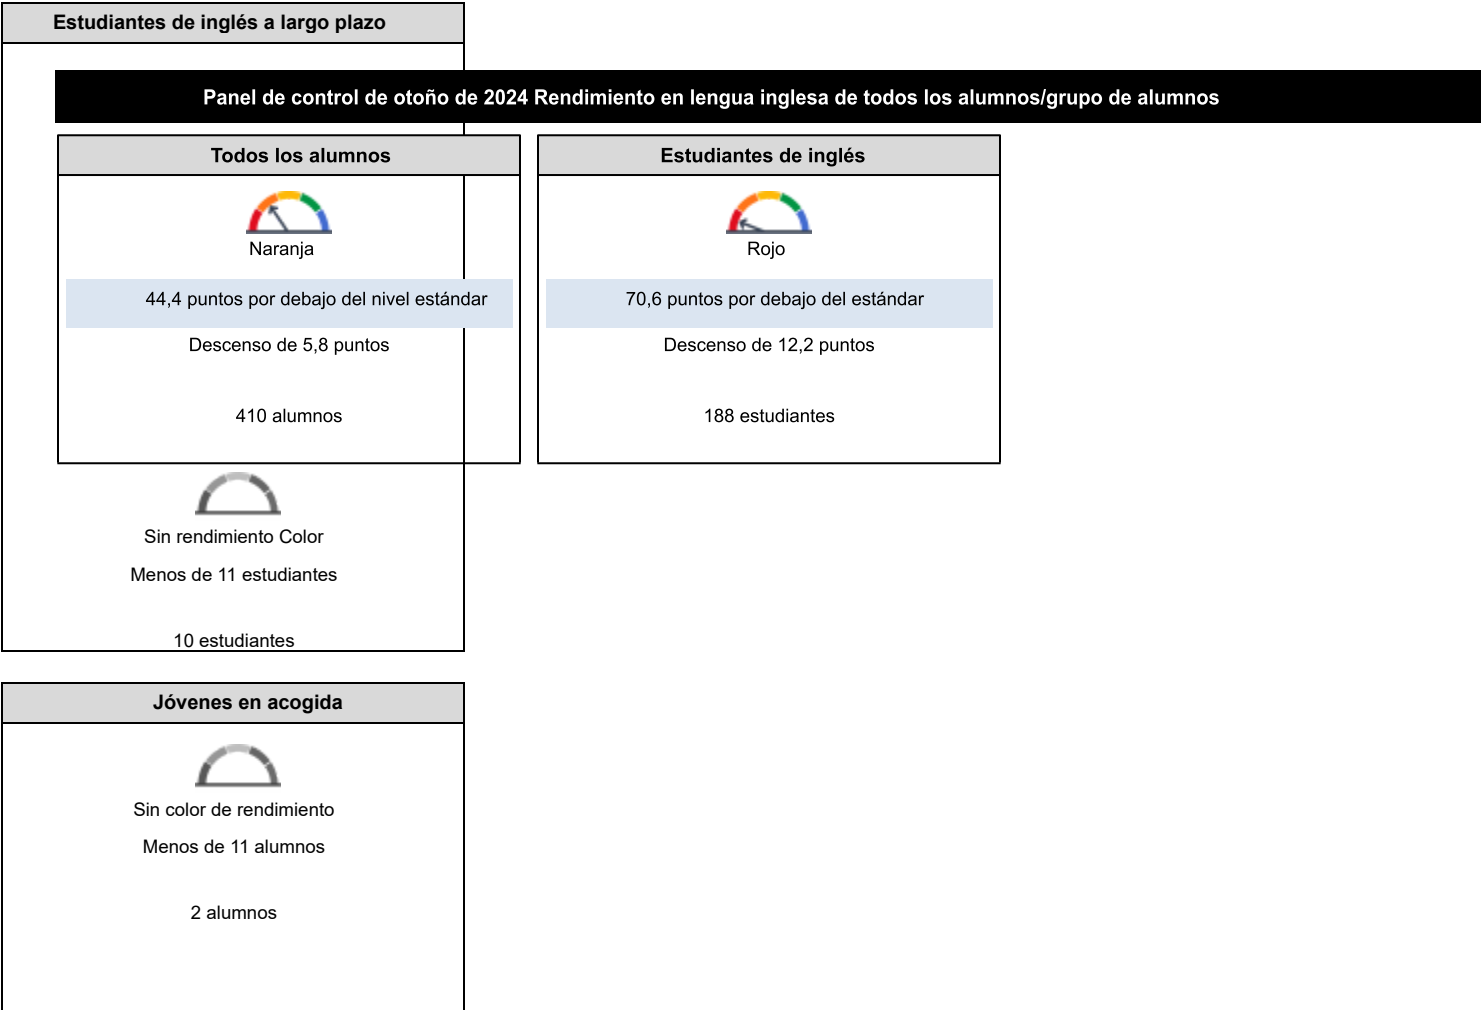 Estudiantes de inglés a largo plazo
Panel de control de otoño de 2024 Rendimiento en lengua inglesa de todos los alumnos/grupo de alumnos
Todos los alumnos
Naranja
44,4 puntos por debajo del nivel estándar
Descenso de 5,8 puntos
410 alumnos
Estudiantes de inglés
Rojo
70,6 puntos por debajo del estándar
Descenso de 12,2 puntos
188 estudiantes
Sin rendimiento Color
Menos de 11 estudiantes
10 estudiantes
Jóvenes en acogida
Sin color de rendimiento
Menos de 11 alumnos
2 alumnos